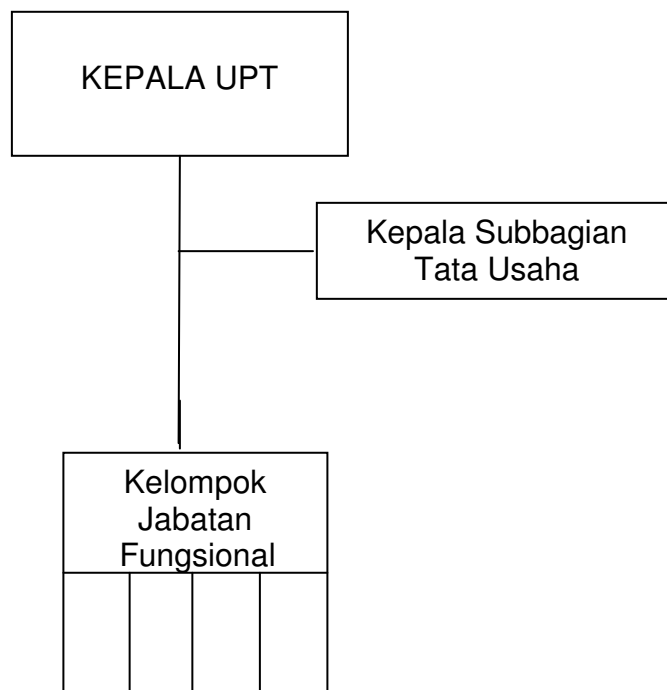 KEPALA UPT
Kepala Subbagian
Tata Usaha
Kelompok
Jabatan
Fungsional